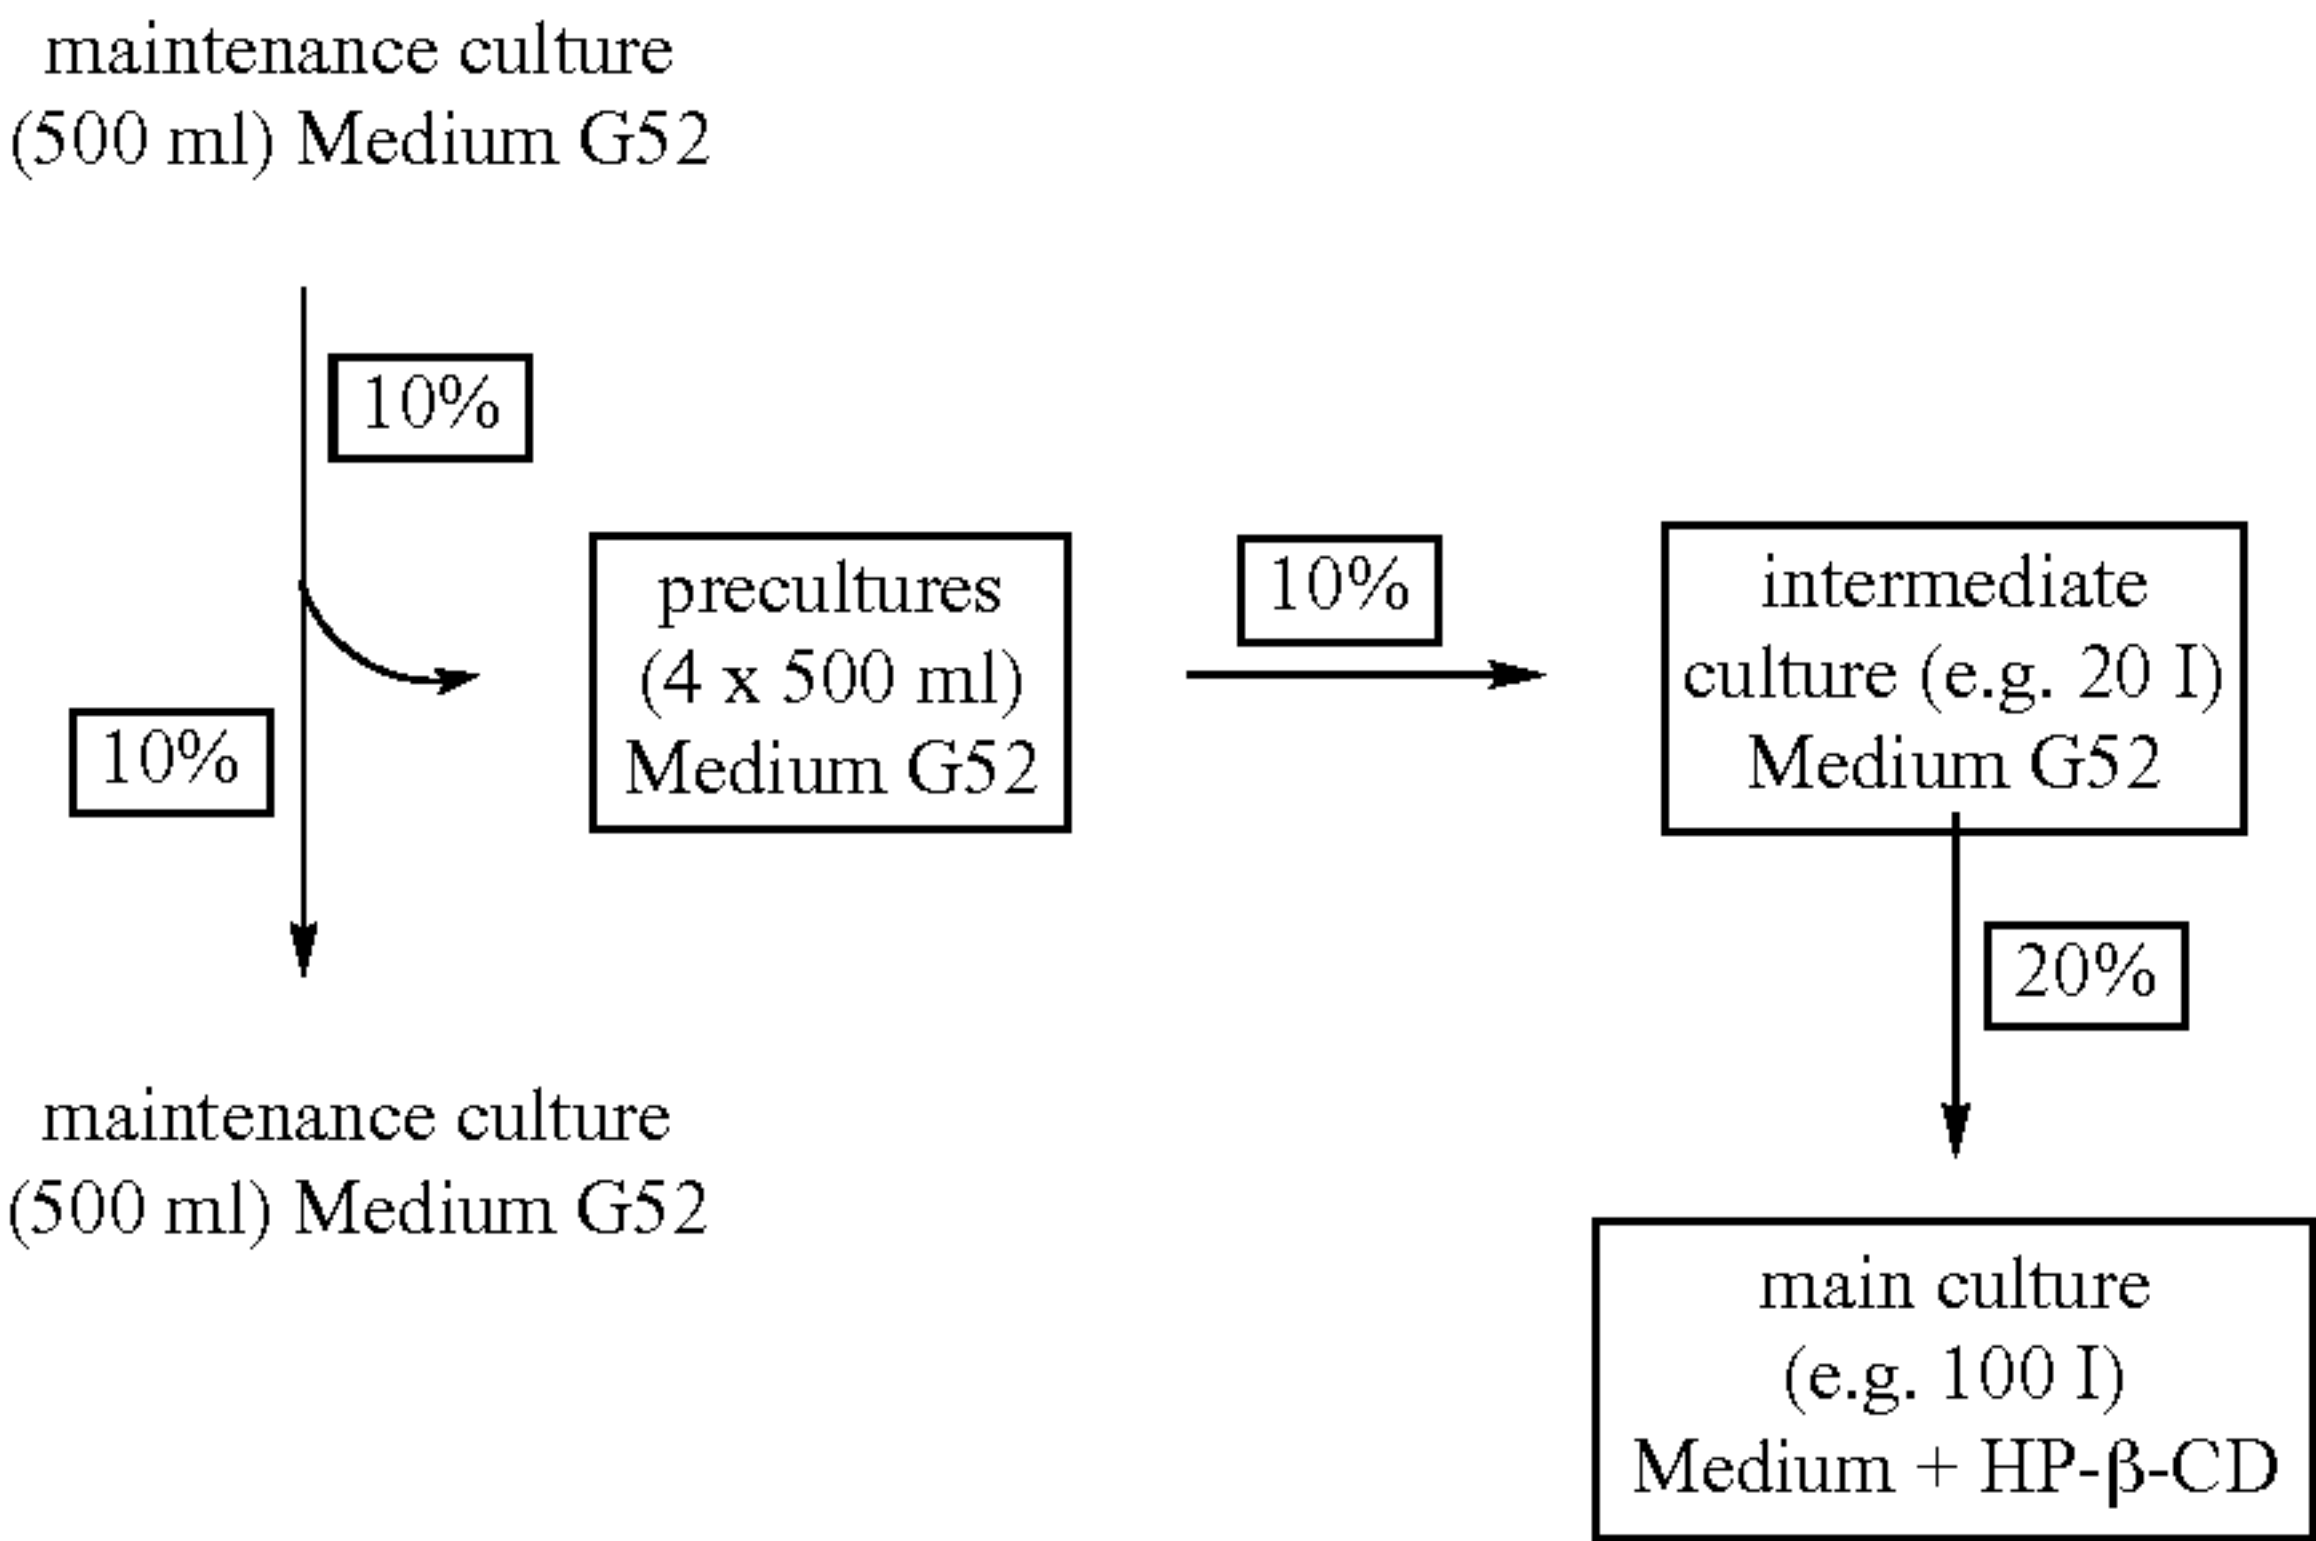 maintenance culture
(500 ml) Medium G52
10%
10%
precultures
(4 x 500 ml)
Medium G52
10%
intermediate
culture (e.g. 20 I)
Medium G52
20%
maintenance culture
(500 ml) Medium G52
main culture
(e.g. 100 I)
Medium + HP-β-CD